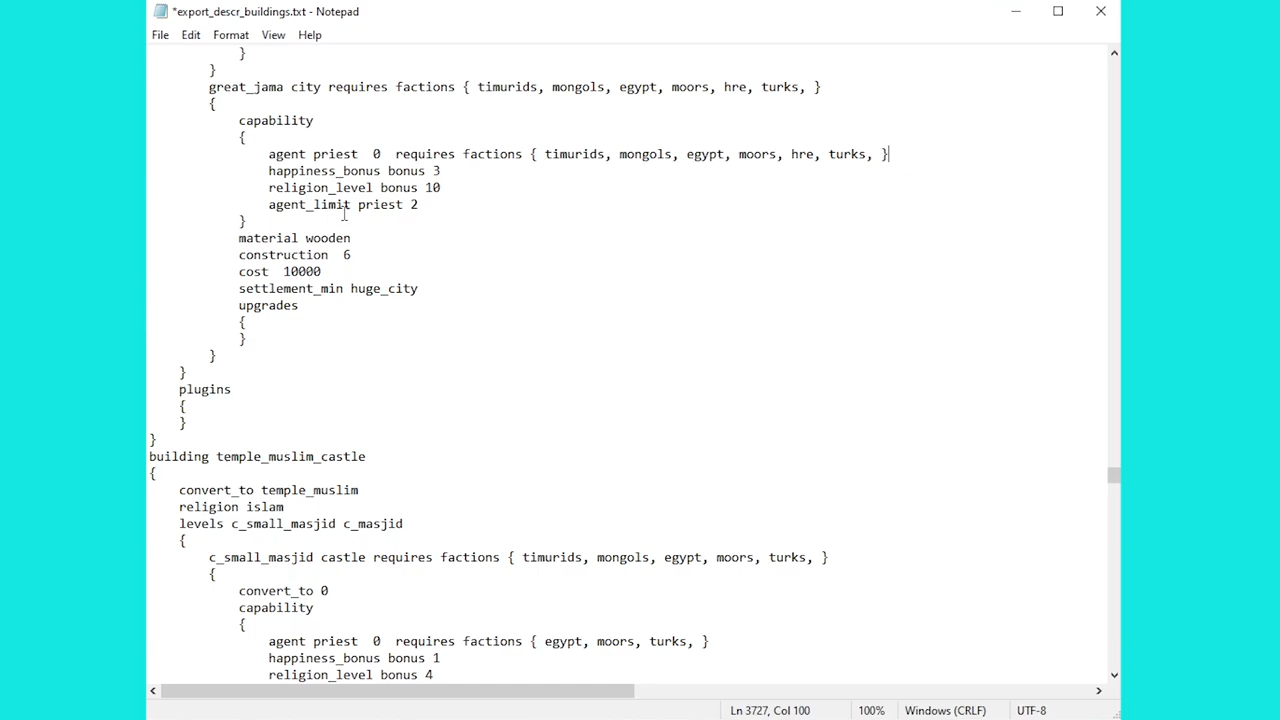 *export_descr_buildings.txt - Notepad
File Edit Format View Help
}
}
great_jama city requires factions { timurids, mongols, egypt, moors, hre, turks, }
{
capability
{
agent priest  0  requires factions { timurids, mongols, egypt, moors, hre, turks, }
happiness_bonus bonus 3
religion_level bonus 10
agent_limit priest 2
}
material wooden
construction  6
cost  10000
settlement_min huge_city
upgrades
{
}
}
}
plugins
{
}
}
building temple_muslim_castle
{
convert_to temple_muslim
religion islam
levels c_small_masjid c_masjid
{
c_small_masjid castle requires factions { timurids, mongols, egypt, moors, turks, }
{
convert_to 0
capability
{
agent priest  0  requires factions { egypt, moors, turks, }
happiness_bonus bonus 1
religion_level bonus 4
Ln 3727, Col 100 100% Windows (CRLF) UTF-8